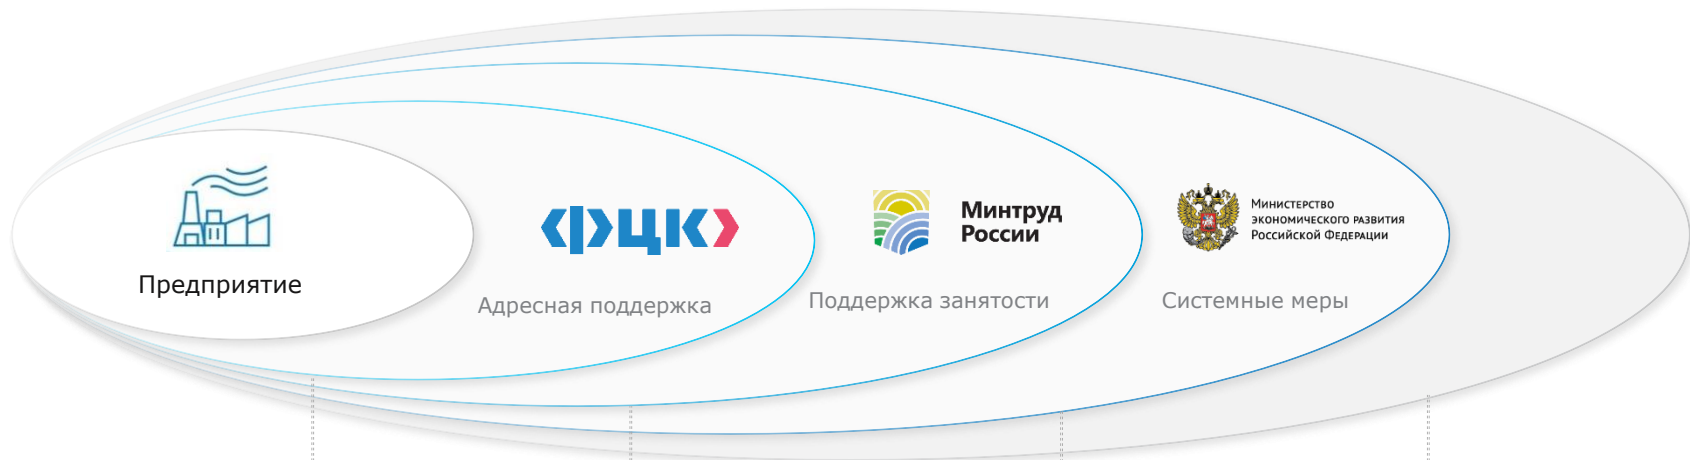 Предприятие
ФЦК
Адресная поддержка
Минтруд
России
Поддержка занятости
Министерство
экономического развития
Российской Федерации
Системные меры